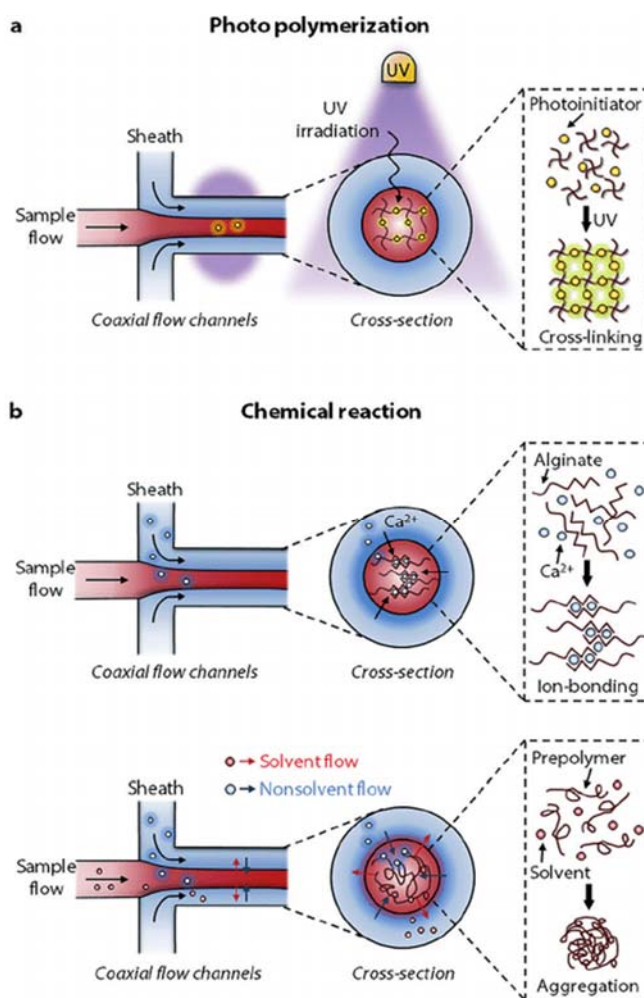 a Photo polymerization
UV
UV
irradiation
Photoinitiator
UV
Cross-linking
Sheath
Sample
flow
Coaxial flow channels
Cross-section
b Chemical reaction
Sheath
Sample
flow
Coaxial flow channels
Ca²⁺
Cross-section
Alginate
Ca²⁺
Ion-bonding
Solvent flow
Nonsolvent flow
Sheath
Sample
flow
Coaxial flow channels
Cross-section
Prepolymer
Solvent
Aggregation